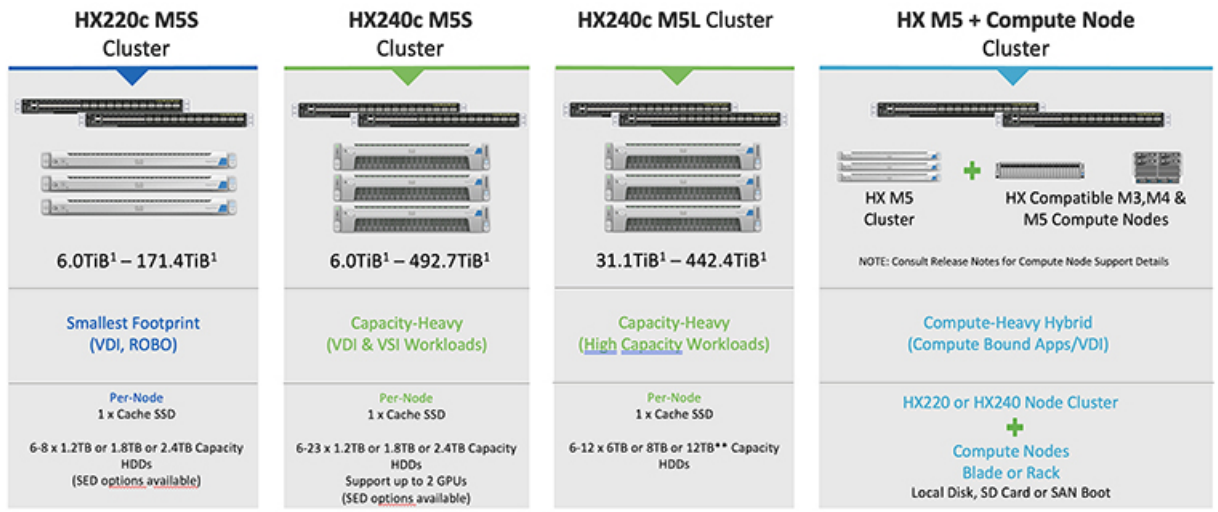 HX220c M5S
Cluster
6.0TiB¹ – 171.4TiB¹
Smallest Footprint
(VDI, ROBO)
Per-Node
1 x Cache SSD
6-8 x 1.2TB or 1.8TB or 2.4TB Capacity
HDDs
(SED options available)
HX240c M5S
Cluster
6.0TiB¹ – 492.7TiB¹
Capacity-Heavy
(VDI & VSI Workloads)
Per-Node
1 x Cache SSD
6-23 x 1.2TB or 1.8TB or 2.4TB Capacity
HDDs
Support up to 2 GPUs
(SED options available)
HX240c M5L Cluster
31.1TiB¹ – 442.4TiB¹
Capacity-Heavy
(High Capacity Workloads)
Per-Node
1 x Cache SSD
6-12 x 6TB or 8TB or 12TB** Capacity
HDDs
HX M5 + Compute Node
Cluster
HX M5
Cluster
+
HX Compatible M3,M4 &
M5 Compute Nodes
NOTE: Consult Release Notes for Compute Node Support Details
Compute-Heavy Hybrid
(Compute Bound Apps/VDI)
HX220 or HX240 Node Cluster
+
Compute Nodes
Blade or Rack
Local Disk, SD Card or SAN Boot